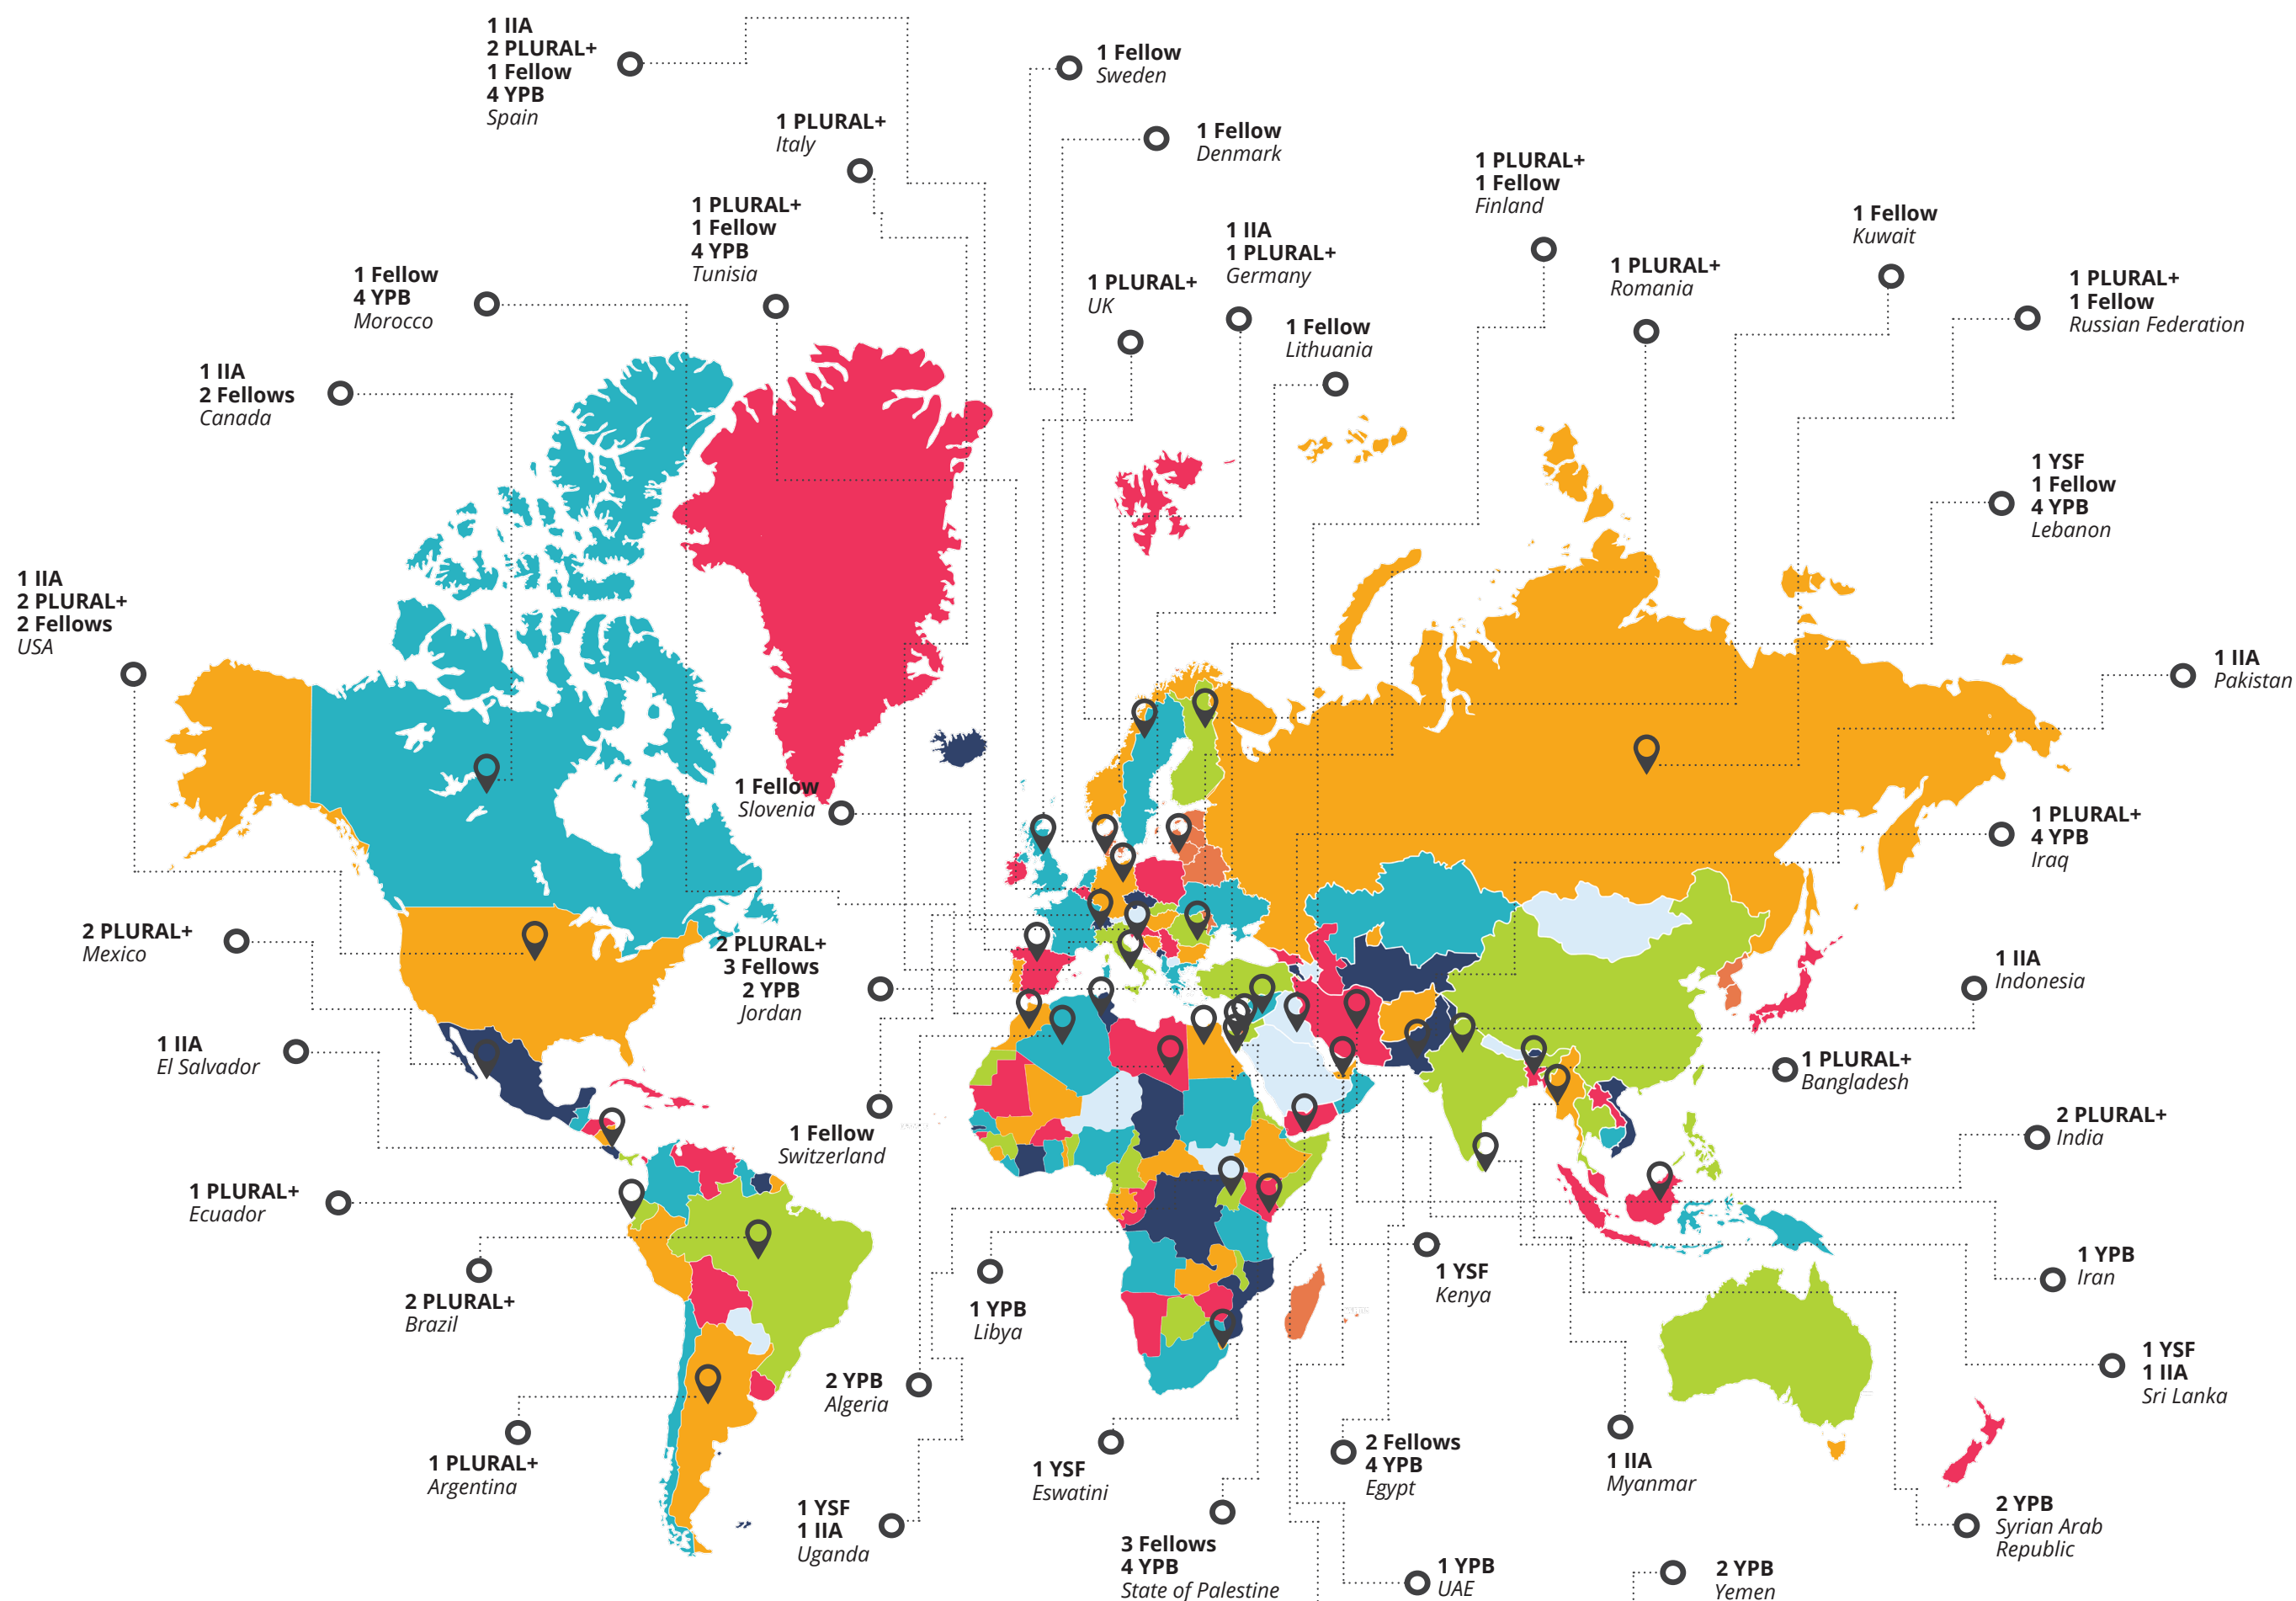 1 IIA
2 PLURAL+
1 Fellow
4 YPB
Spain
1 Fellow
Sweden
1 PLURAL+
Italy
1 Fellow
Denmark
1 PLURAL+
1 Fellow
Finland
1 PLURAL+
1 Fellow
4 YPB
Tunisia
1 Fellow
Kuwait
1 IIA
1 PLURAL+
Germany
1 PLURAL+
Romania
1 Fellow
4 YPB
Morocco
1 PLURAL+
UK
1 PLURAL+
1 Fellow
Russian Federation
1 Fellow
Lithuania
1 IIA
2 Fellows
Canada
1 YSF
1 Fellow
4 YPB
Lebanon
1 IIA
2 PLURAL+
2 Fellows
USA
1 IIA
Pakistan
1 Fellow
Slovenia
1 PLURAL+
4 YPB
Iraq
2 PLURAL+
Mexico
2 PLURAL+
3 Fellows
2 YPB
Jordan
1 IIA
Indonesia
1 IIA
El Salvador
1 PLURAL+
Bangladesh
1 Fellow
Switzerland
2 PLURAL+
India
1 PLURAL+
Ecuador
1 YPB
Iran
1 YSF
Kenya
2 PLURAL+
Brazil
1 YPB
Libya
1 YSF
1 IIA
Sri Lanka
2 YPB
Algeria
1 PLURAL+
Argentina
1 YSF
Eswatini
2 Fellows
4 YPB
Egypt
1 IIA
Myanmar
1 YSF
1 IIA
Uganda
2 YPB
Syrian Arab
Republic
3 Fellows
4 YPB
State of Palestine
1 YPB
UAE
2 YPB
Yemen